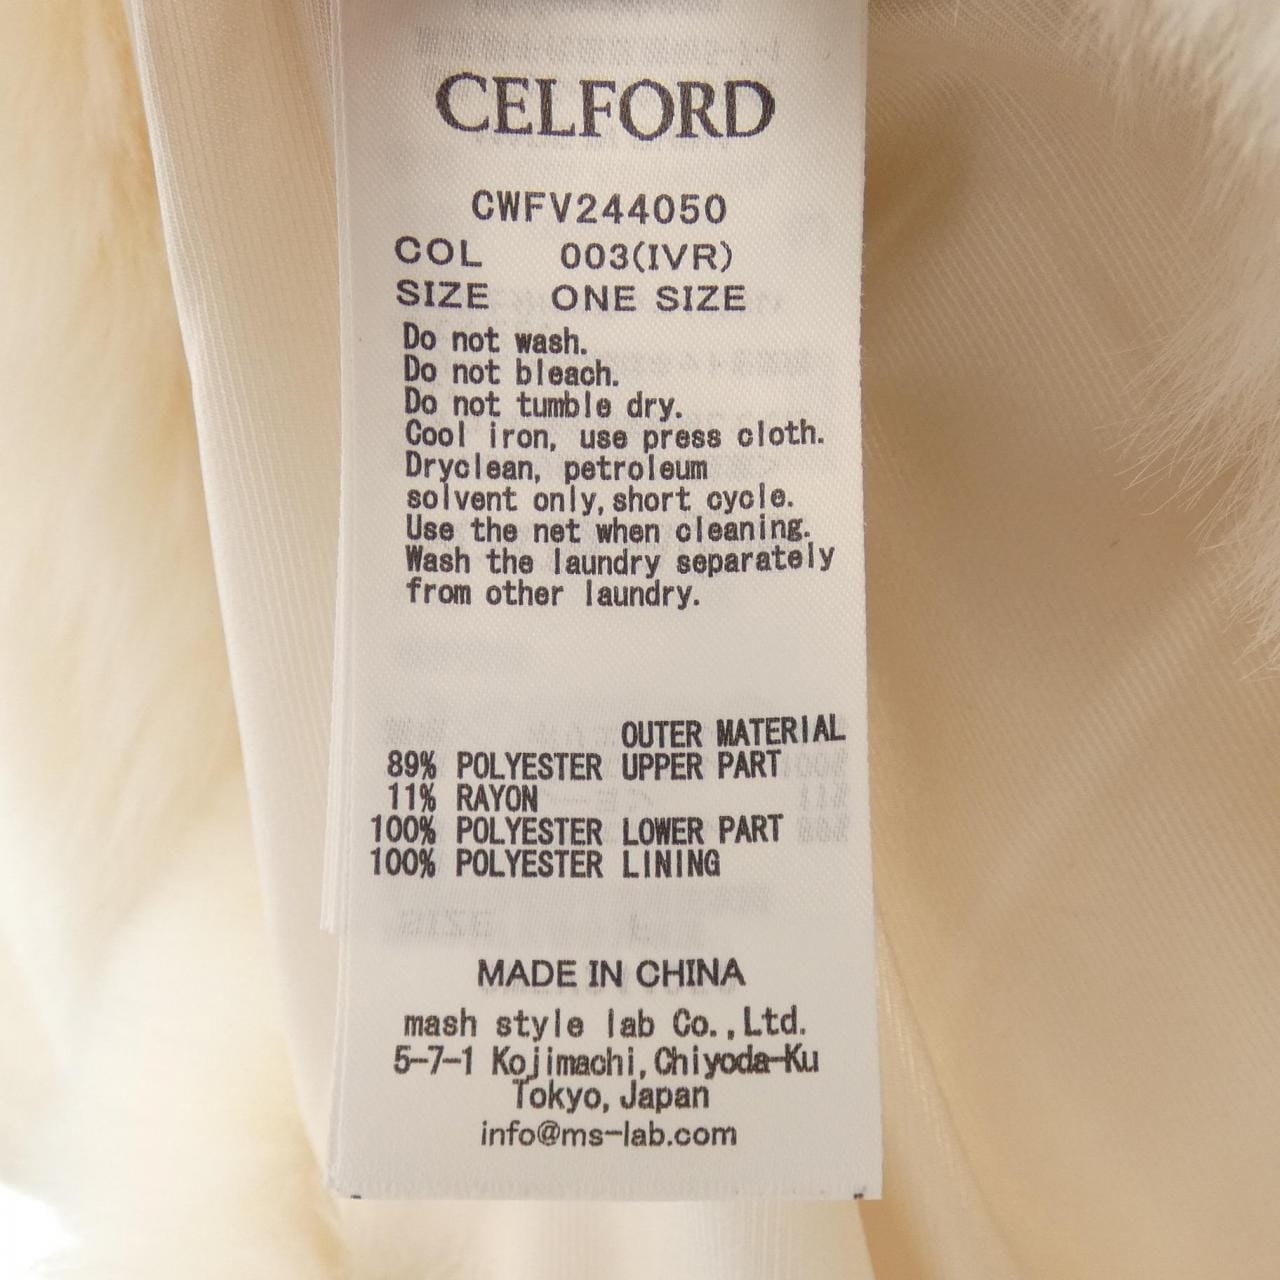 CELFORD
CWFV244050
COL 003(IVR)
SIZE ONE SIZE
Do not wash.
Do not bleach.
Do not tumble dry.
Cool iron, use press cloth.
Dryclean, petroleum
solvent only,short cycle.
Use the net when cleaning.
Wash the laundry separately
from other laundry.
OUTER MATERIAL
89% POLYESTER UPPER PART
11% RAYON
100% POLYESTER LOWER PART
100% POLYESTER LINING
MADE IN CHINA
mash style lab Co.,Ltd.
5-7-1 Kojimachi,Chiyoda-Ku
Tokyo,Japan
info@ms-lab.com